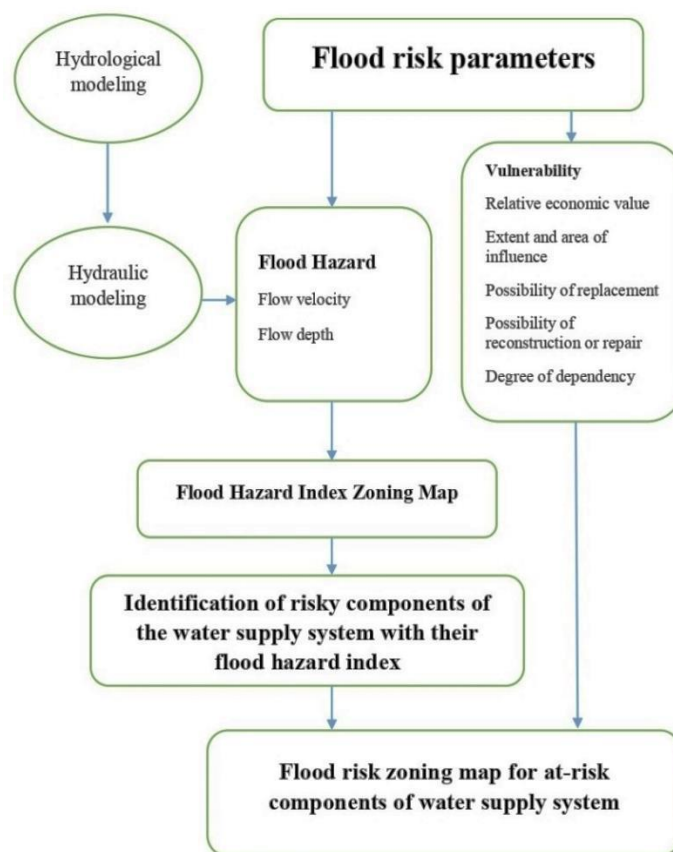 Hydrological
modeling
Flood risk parameters
Hydraulic
modeling
Flood Hazard
Flow velocity
Flow depth
Vulnerability
Relative economic value
Extent and area of
influence
Possibility of replacement
Possibility of
reconstruction or repair
Degree of dependency
Flood Hazard Index Zoning Map
Identification of risky components of
the water supply system with their
flood hazard index
Flood risk zoning map for at-risk
components of water supply system